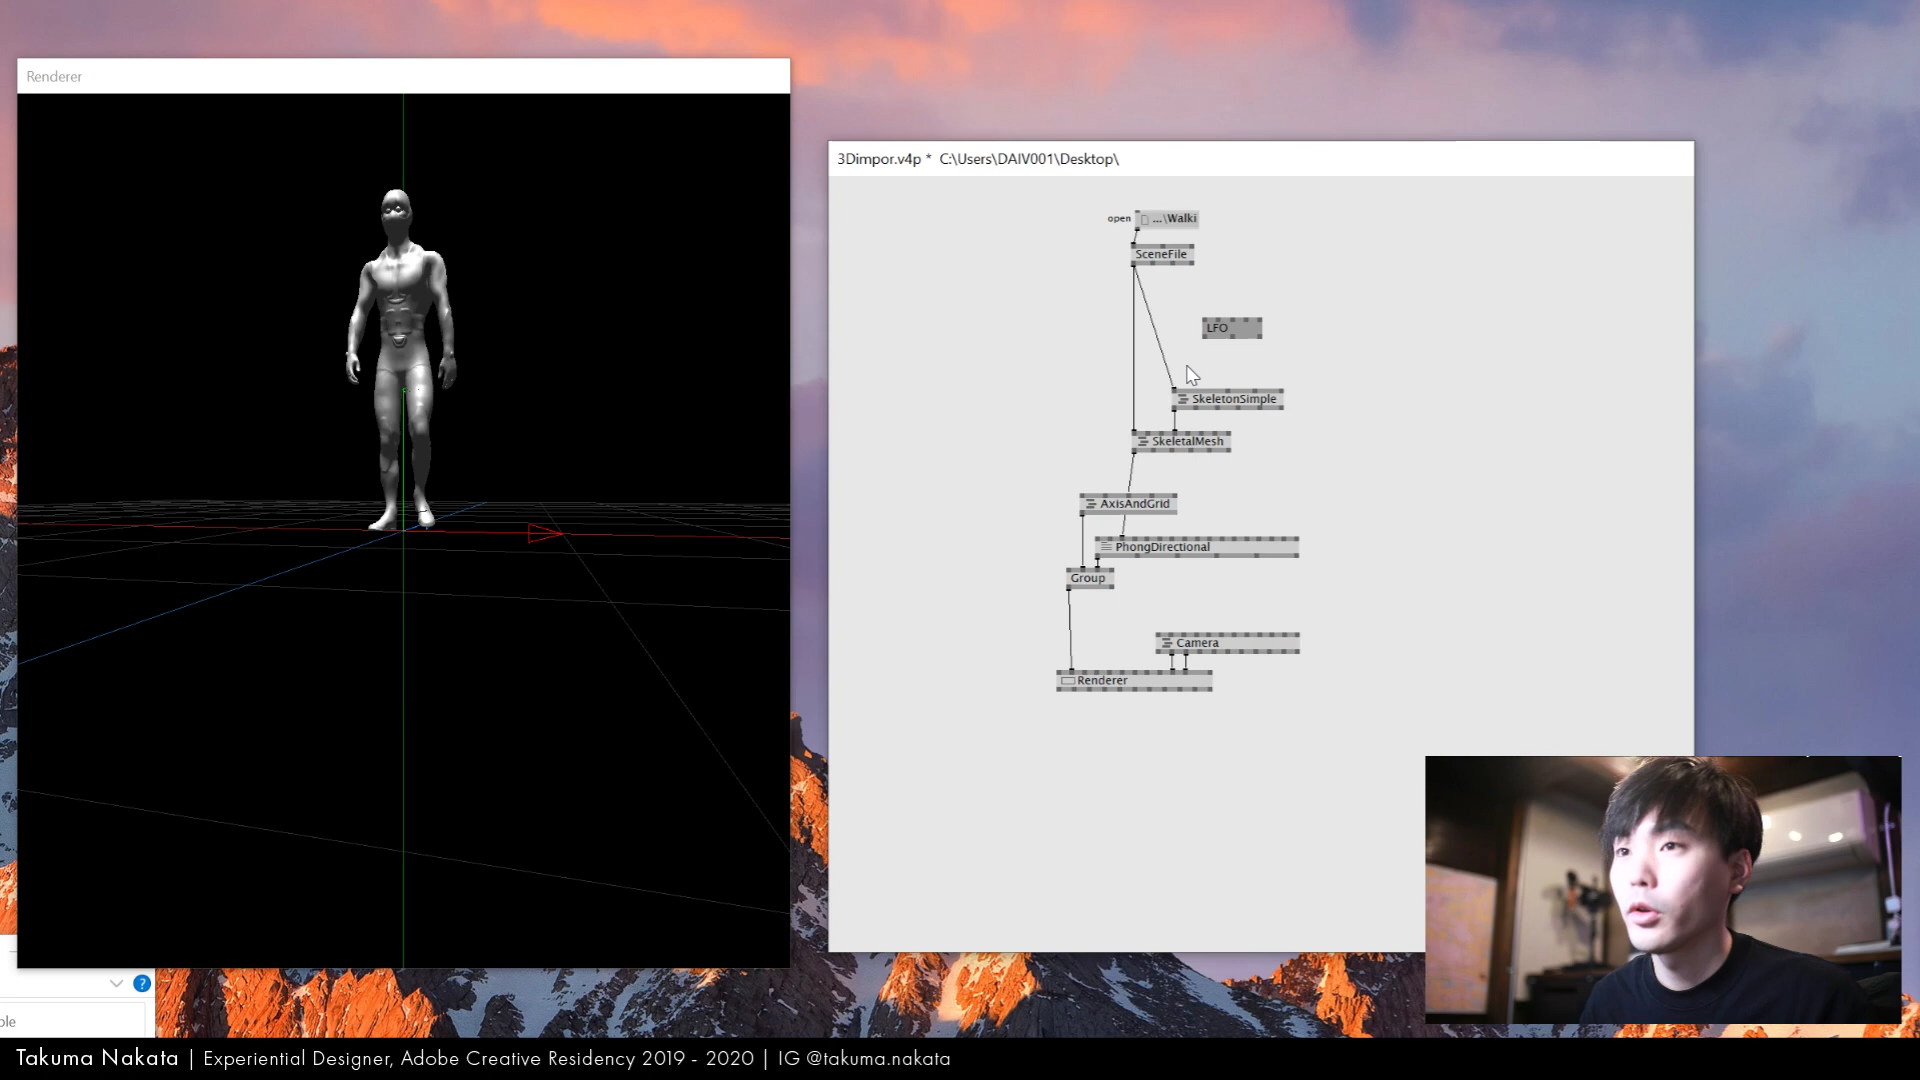 Renderer
3Dimpor.v4p * C:\Users\DAIV001\Desktop\
open ...\Walki
SceneFile
LFO
SkeletonSimple
SkeletalMesh
AxisAndGrid
PhongDirectional
Group
Camera
Renderer
?
ple
Takuma Nakata | Experiential Designer, Adobe Creative Residency 2019 - 2020 | IG @takuma.nakata